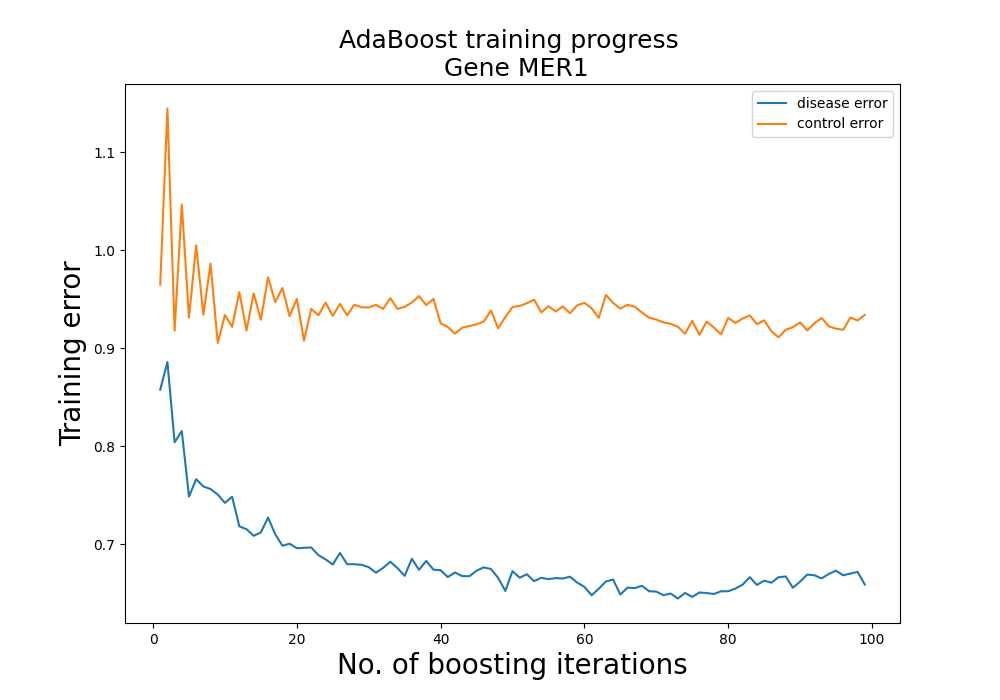 AdaBoost training progress
Gene MER1
disease error
control error
Training error
1.1
1.0
0.9
0.8
0.7
0
20
40
60
80
100
No. of boosting iterations